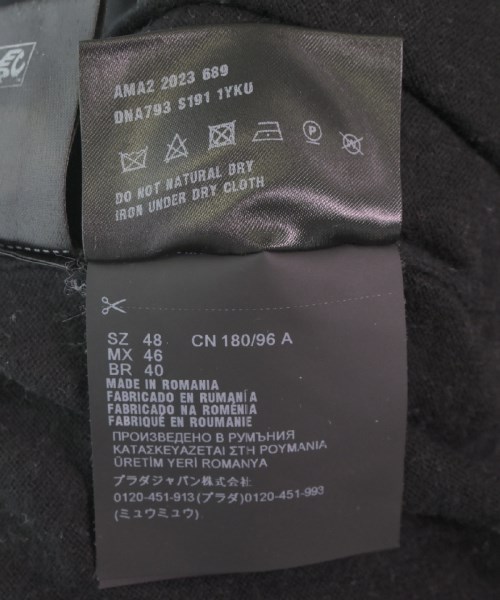 AMA2 2023 689
DNA793 S191 1YKU
DO NOT NATURAL DRY
IRON UNDER DRY CLOTH
SZ 48 CN 180/96 A
MX 46
BR 40
MADE IN ROMANIA
FABRICADO EN RUMANÍA
FABRICADO NA ROMÉNIA
FABRIQUÉ EN ROUMANIE
ПРОИЗВЕДЕНО В РУМЪНИЯ
ΚΑΤΑΣΚΕΥΑΖΕΤΑΙ ΣΤΗ ΡΟΥΜΑΝΙΑ
ÜRETİM YERİ ROMANYA
プラダジャパン株式会社
0120-451-913(プラダ)0120-451-993
(ミュウミュウ)